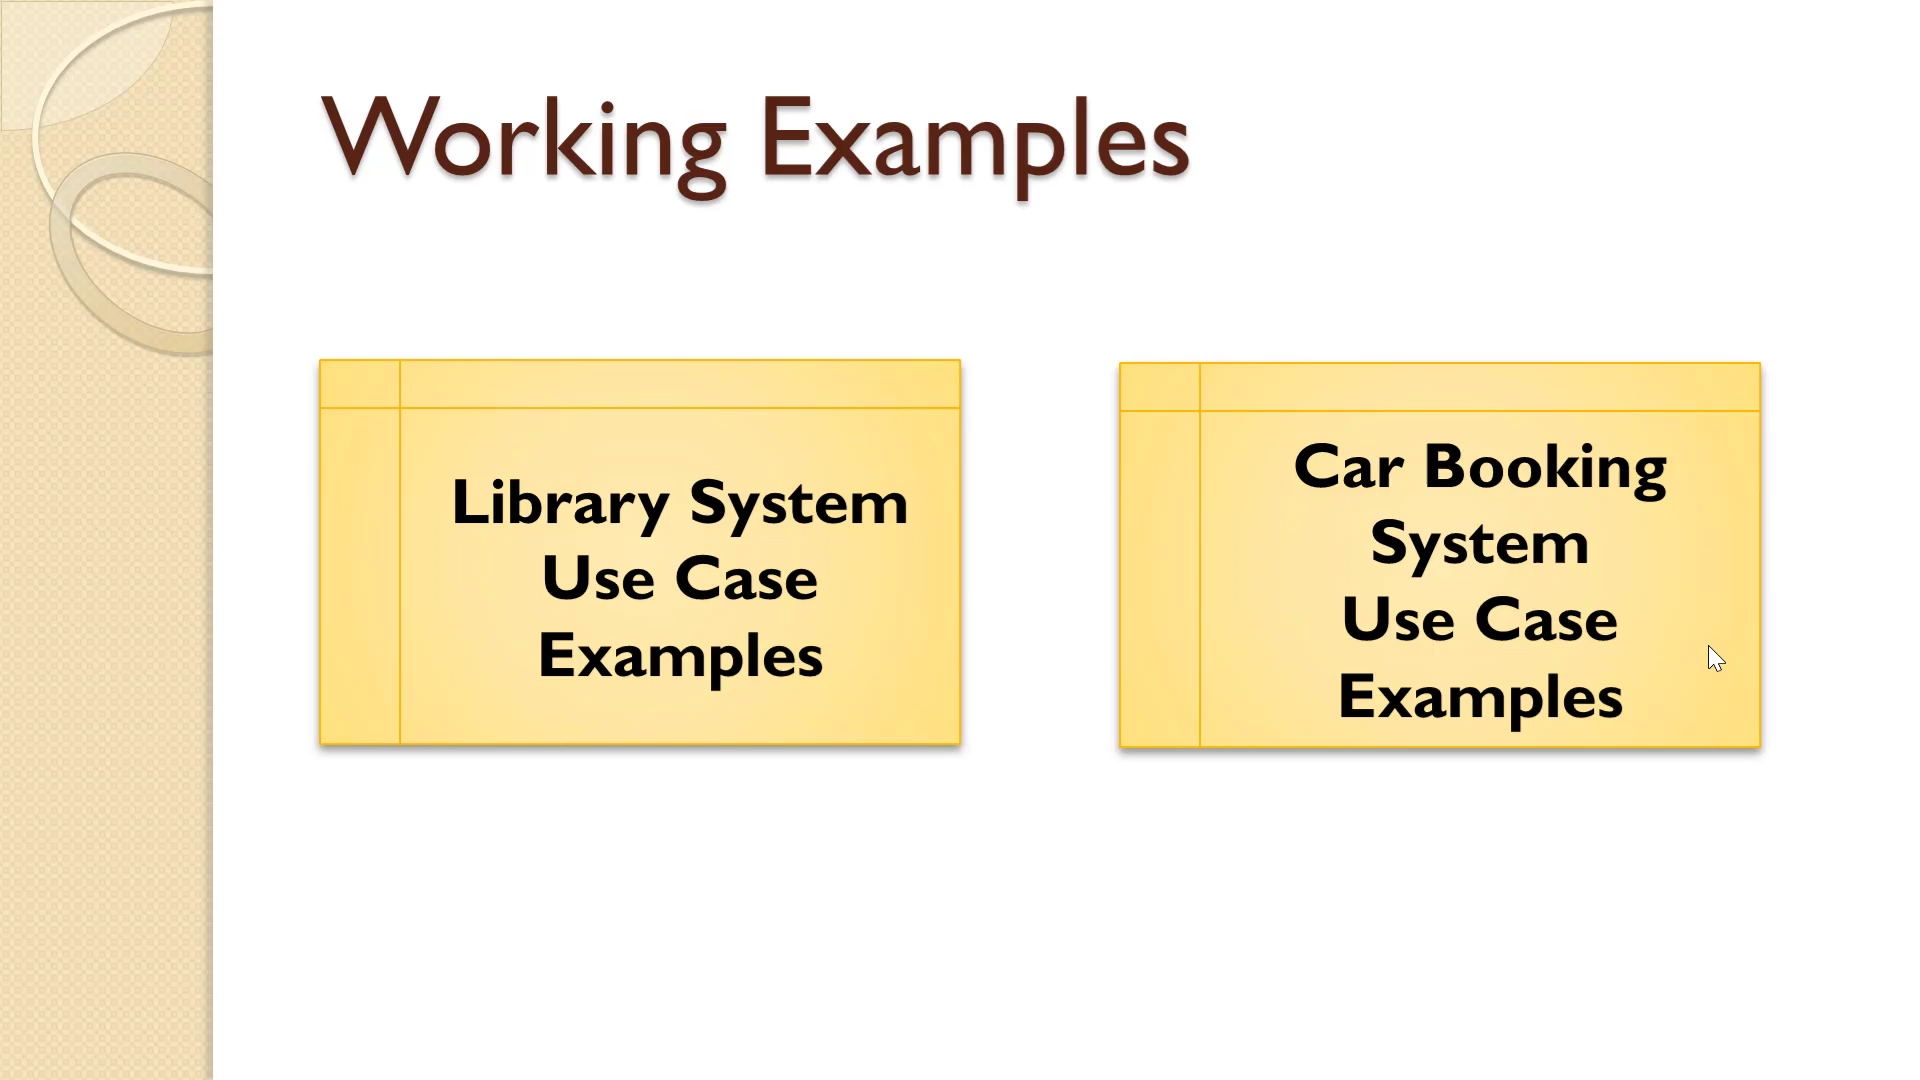 Working Examples
Library System
Use Case
Examples
Car Booking
System
Use Case
Examples